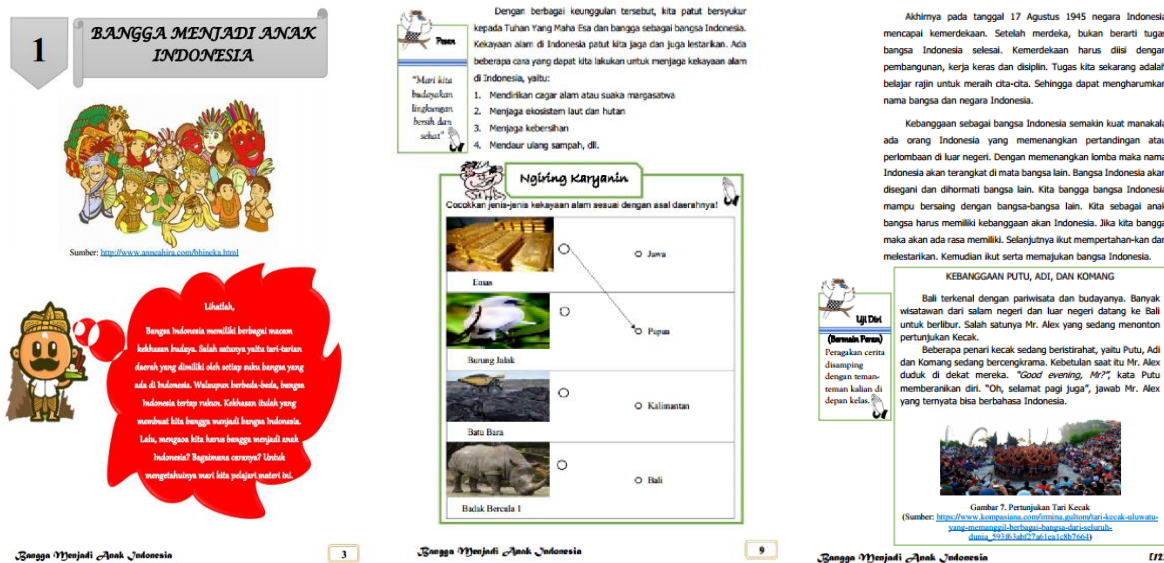 1
BANGGA MENJADI ANAK
INDONESIA
Sumber: http://www.anneahira.com/bhineka.html
Lihatlah,
Bangsa Indonesia memiliki berbagai macam
kekhasan budaya. Salah satunya yaitu tari-tarian
daerah yang dimiliki oleh setiap suku bangsa yang
ada di Indonesia. Walaupun berbeda-beda, bangsa
Indonesia tertap rukun. Kekhasan itulah yang
membuat kita bangga menjadi bangsa Indonesia.
Lalu, mengapa kita harus bangga menjadi anak
Indonesia? Bagaimana caranya? Untuk
mengetahuinya mari kita pelajari materi ini.
Bangga Menjadi Anak Indonesia
3
Dengan berbagai keunggulan tersebut, kita patut bersyukur
kepada Tuhan Yang Maha Esa dan bangga sebagai bangsa Indonesia.
Kekayaan alam di Indonesia patut kita jaga dan juga lestarikan. Ada
beberapa cara yang dapat kita lakukan untuk menjaga kekayaan alam
di Indonesia, yaitu:
1. Mendirikan cagar alam atau suaka margasatwa
2. Menjaga ekosistem laut dan hutan
3. Menjaga kebersihan
4. Mendaur ulang sampah, dll.
Pesan
"Mari kita
budayakan
lingkungan
bersih dan
sehat"
Ngiring Karyanin
Cocokkan jenis-jenis kekayaan alam sesuai dengan asal daerahnya!
Emas
Jawa
Burung Jalak
Papua
Batu Bara
Kalimantan
Badak Bercula 1
Bali
Bangga Menjadi Anak Indonesia
9
Akhirnya pada tanggal 17 Agustus 1945 negara Indonesia
mencapai kemerdekaan. Setelah merdeka, bukan berarti tugas
bangsa Indonesia selesai. Kemerdekaan harus diisi dengan
pembangunan, kerja keras dan disiplin. Tugas kita sekarang adalah
belajar rajin untuk meraih cita-cita. Sehingga dapat mengharumkan
nama bangsa dan negara Indonesia.
Kebanggaan sebagai bangsa Indonesia semakin kuat manakala
ada orang Indonesia yang memenangkan pertandingan atau
perlombaan di luar negeri. Dengan memenangkan lomba maka nama
Indonesia akan terangkat di mata bangsa lain. Bangsa Indonesia akan
disegani dan dihormati bangsa lain. Kita bangga bangsa Indonesia
mampu bersaing dengan bangsa-bangsa lain. Kita sebagai anak
bangsa harus memiliki kebanggaan akan Indonesia. Jika kita bangga
maka akan ada rasa memiliki. Selanjutnya ikut mempertahan-kan dan
melestarikan. Kemudian ikut serta memajukan bangsa Indonesia.
Uji Diri
(Bermain Peran)
Peragakan cerita
disamping
dengan teman-
teman kalian di
depan kelas.
KEBANGGAAN PUTU, ADI, DAN KOMANG
Bali terkenal dengan pariwisata dan budayanya. Banyak
wisatawan dari salam negeri dan luar negeri datang ke Bali
untuk berlibur. Salah satunya Mr. Alex yang sedang menonton
pertunjukan Kecak.
Beberapa penari kecak sedang beristirahat, yaitu Putu, Adi
dan Komang sedang bercengkrama. Kebetulan saat itu Mr. Alex
duduk di dekat mereka. "Good evening, Mr?", kata Putu
memberanikan diri. "Oh, selamat pagi juga", jawab Mr. Alex
yang ternyata bisa berbahasa Indonesia.
Gambar 7. Pertunjukan Tari Kecak
(Sumber: https://www.kompasiana.com/irmina.gultom/tari-kecak-uluwatu-
yang-memanggil-berbagai-bangsa-dari-seluruh-
dunia_593f63abf27a61ea1c8b7664)
Bangga Menjadi Anak Indonesia